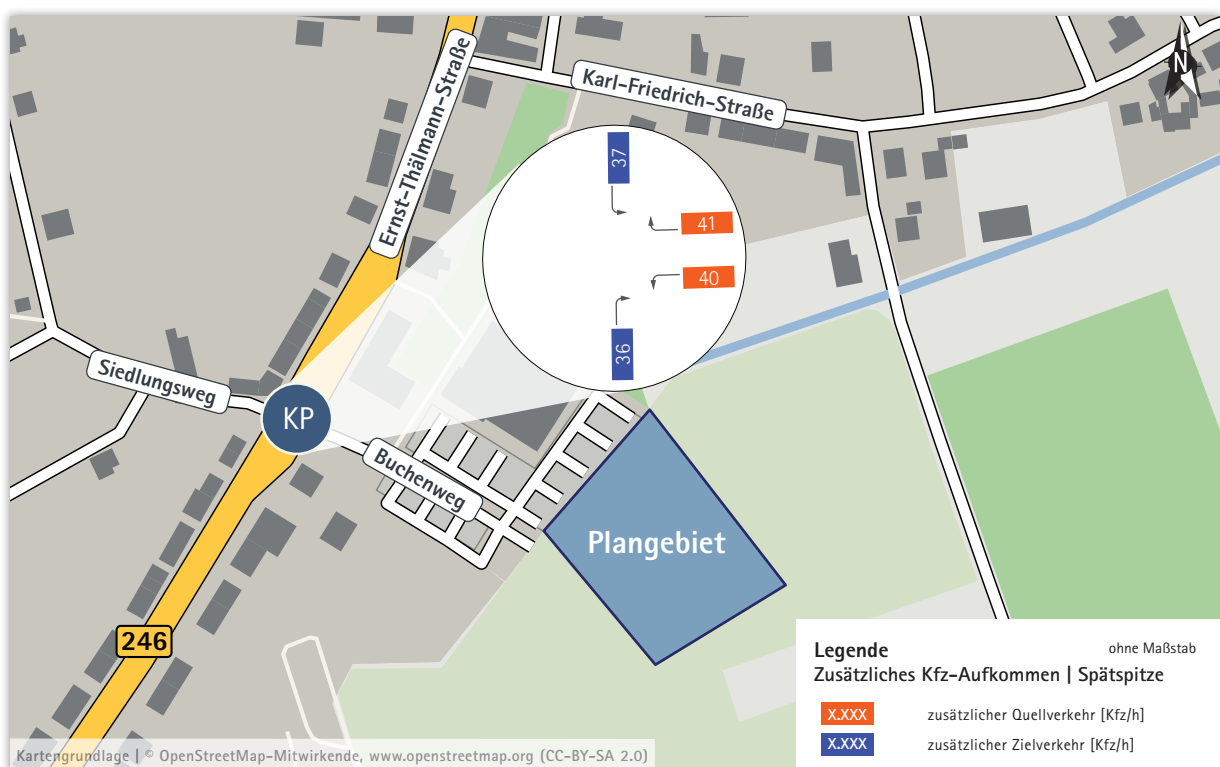 N
Karl-Friedrich-Straße
Ernst-Thälmann-Straße
37
41
40
36
Siedlungsweg
KP
Buchenweg
Plangebiet
246
Legende
ohne Maßstab
Zusätzliches Kfz-Aufkommen | Spätspitze
X.XXX zusätzlicher Quellverkehr [Kfz/h]
X.XXX zusätzlicher Zielverkehr [Kfz/h]
Kartengrundlage | © OpenStreetMap-Mitwirkende, www.openstreetmap.org (CC-BY-SA 2.0)